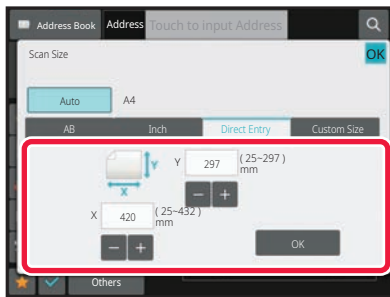 Address Book Address Touch to input Address
Scan Size OK
Auto A4
AB Inch Direct Entry Custom Size
Y Y 297 ( 25~297 )
mm
X
X 420 ( 25~432 )
mm
OK
Others